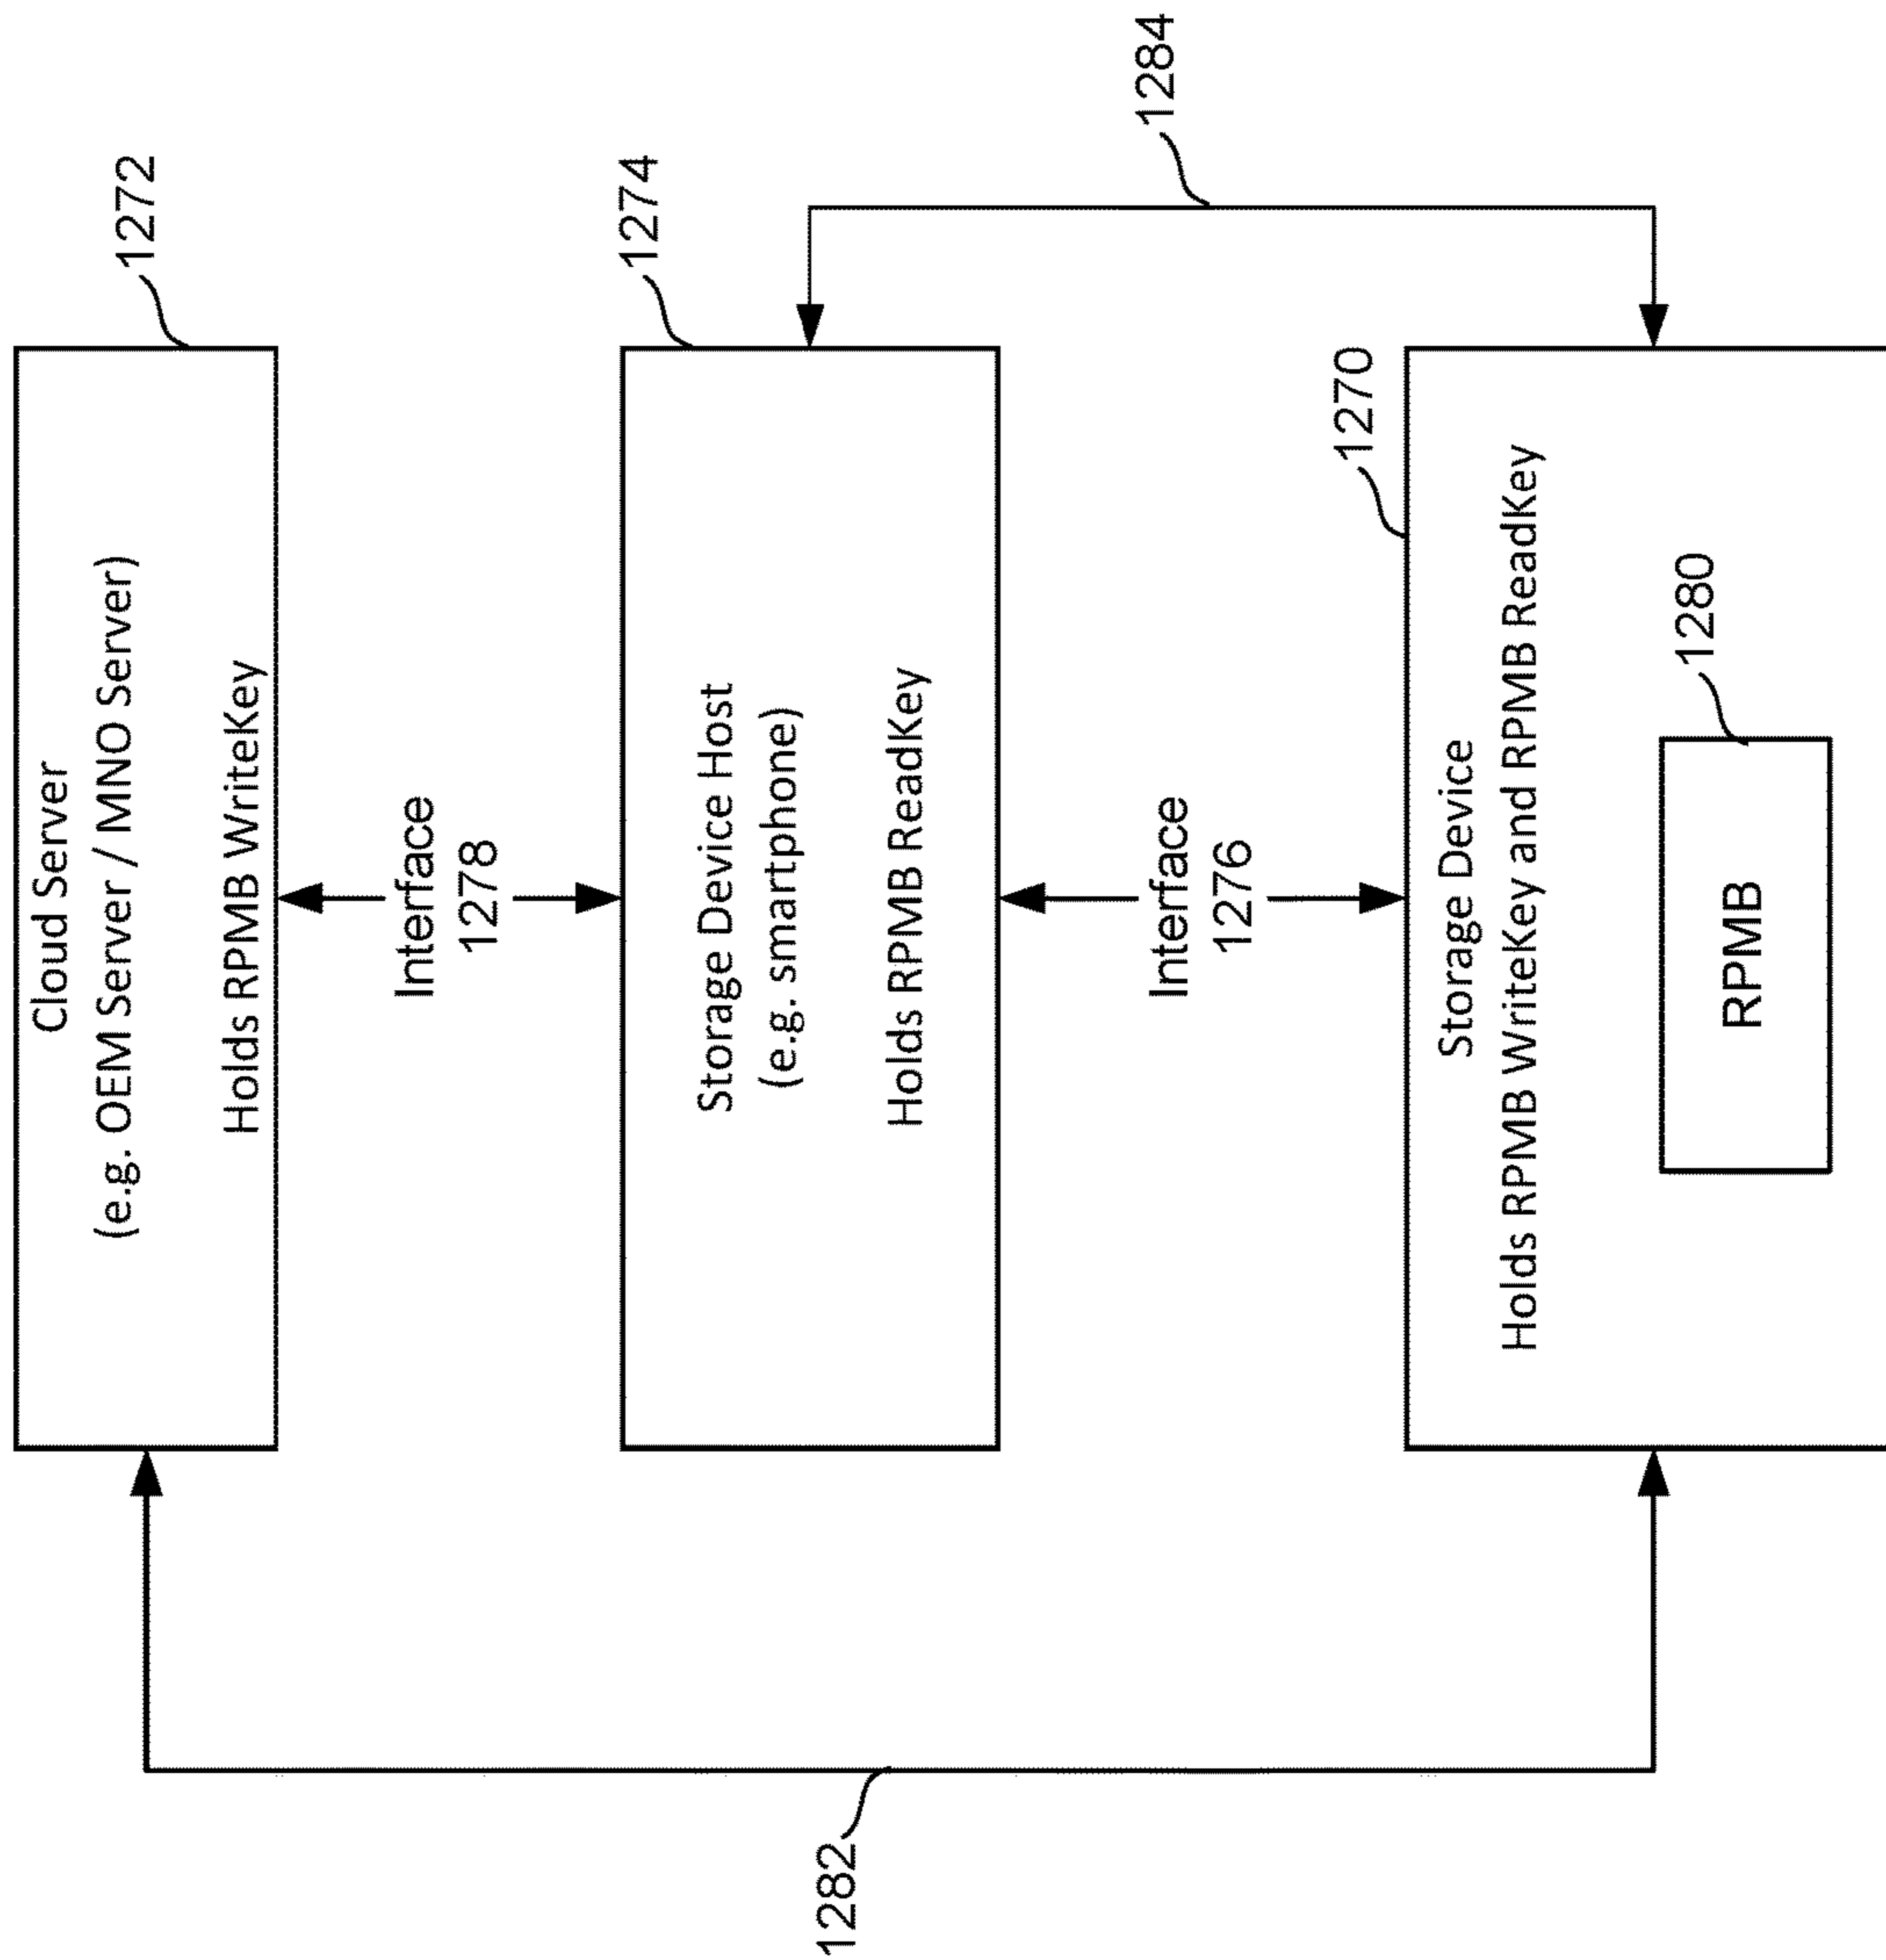 Cloud Server
(e.g. OEM Server / MNO Server)
Holds RPMB WriteKey
1272
Interface
1278
Storage Device Host
(e.g. smartphone)
Holds RPMB ReadKey
1274
1284
Interface
1276
1270
Storage Device
Holds RPMB WriteKey and RPMB ReadKey
1280
RPMB
1282